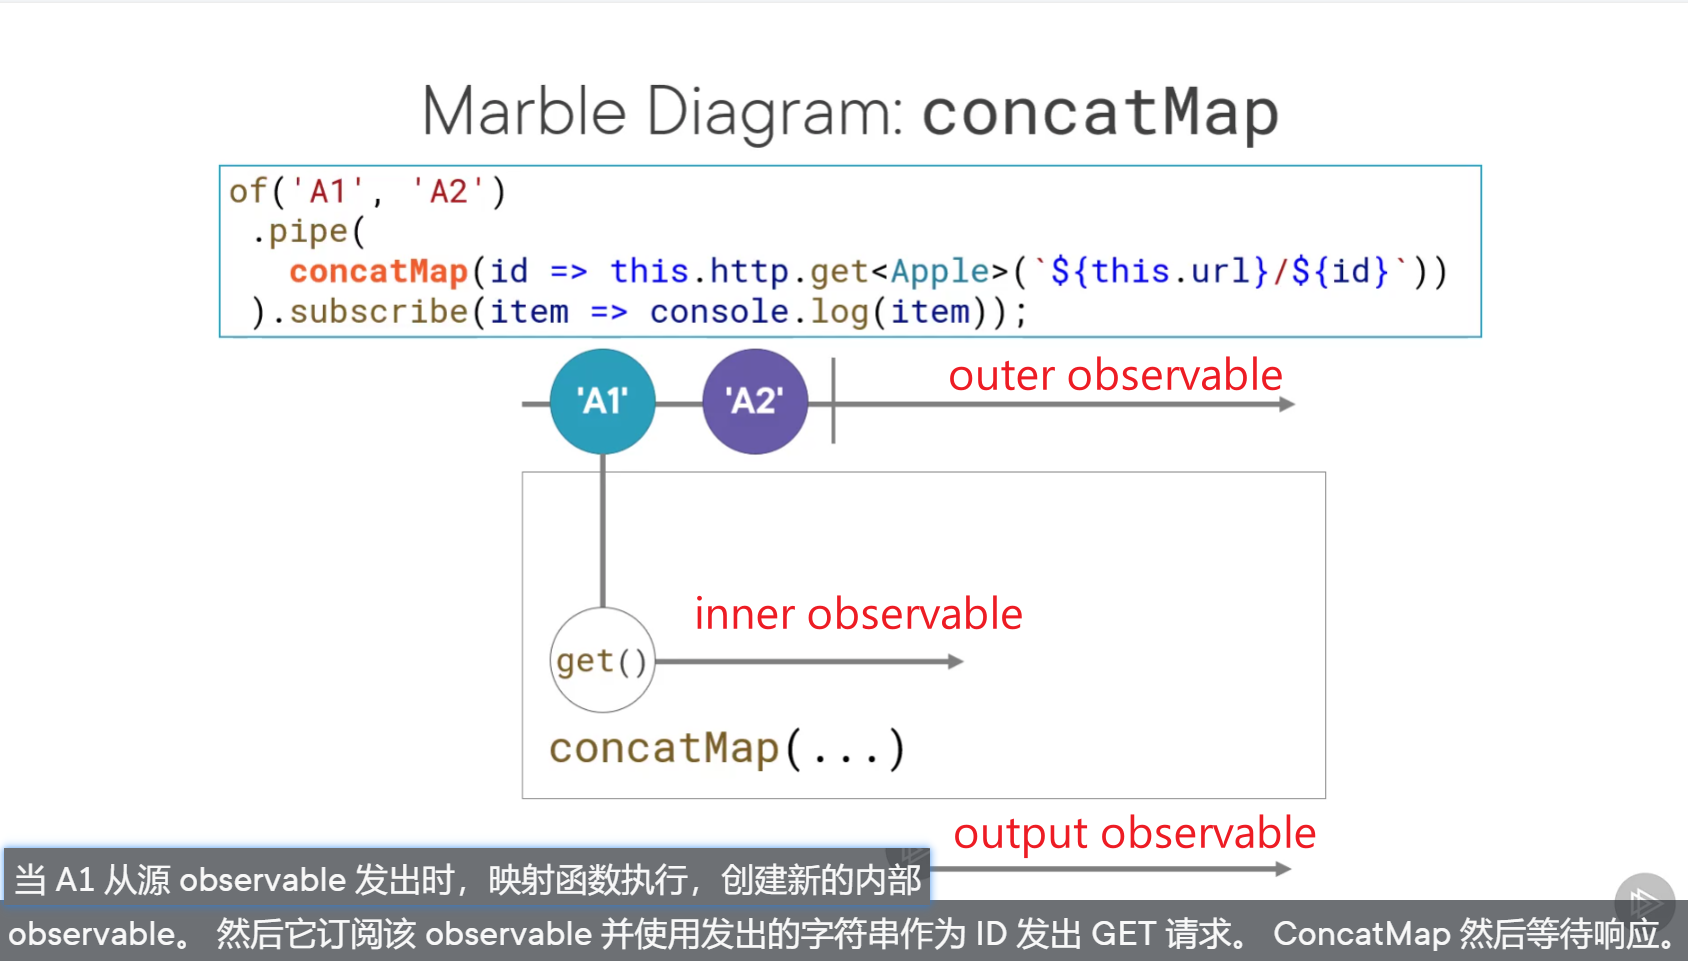 Marble Diagram: concatMap
of('A1', 'A2')
.pipe(
concatMap(id => this.http.get<Apple>(`${this.url}/${id}`))
).subscribe(item => console.log(item));
'A1'
'A2'
outer observable
inner observable
get()
concatMap(...)
output observable
当 A1 从源 observable 发出时，映射函数执行，创建新的内部
observable。 然后它订阅该 observable 并使用发出的字符串作为 ID 发出 GET 请求。 ConcatMap 然后等待响应。